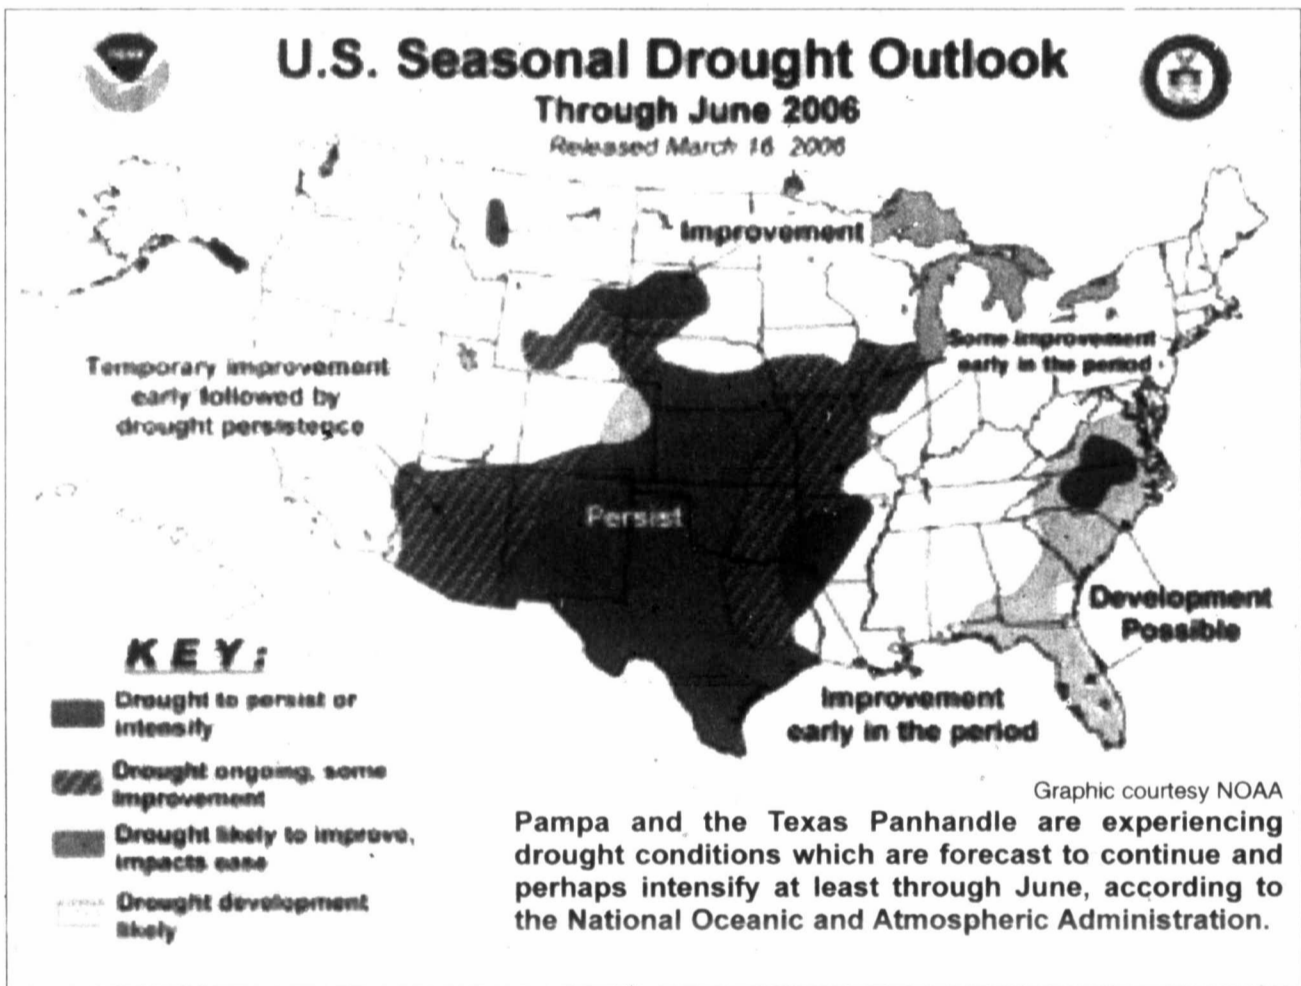 U.S. Seasonal Drought Outlook
Through June 2006
Released March 16 2006
Improvement
Some improvement
early in the period
Temporary improvement
early followed by
drought persistence
Persist
Development
Possible
Improvement
early in the period
KEY:
Drought to persist or
intensify
Drought ongoing, some
improvement
Drought likely to improve,
impacts ease
Drought development
likely
Graphic courtesy NOAA
Pampa and the Texas Panhandle are experiencing
drought conditions which are forecast to continue and
perhaps intensify at least through June, according to
the National Oceanic and Atmospheric Administration.